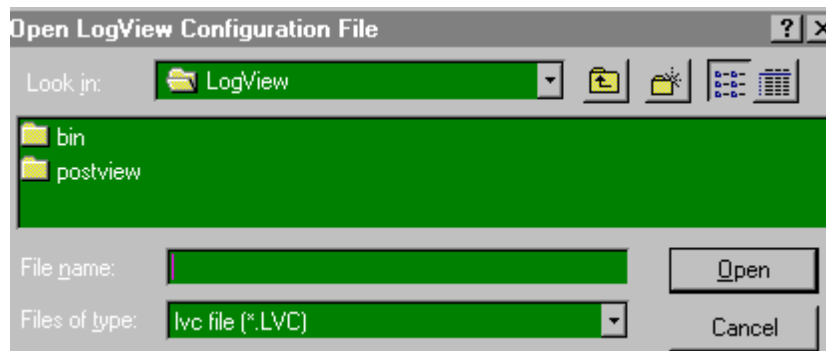 Open LogView Configuration File
Look in: LogView
bin
postview
File name: Open
Files of type: lvc file (*.LVC) Cancel